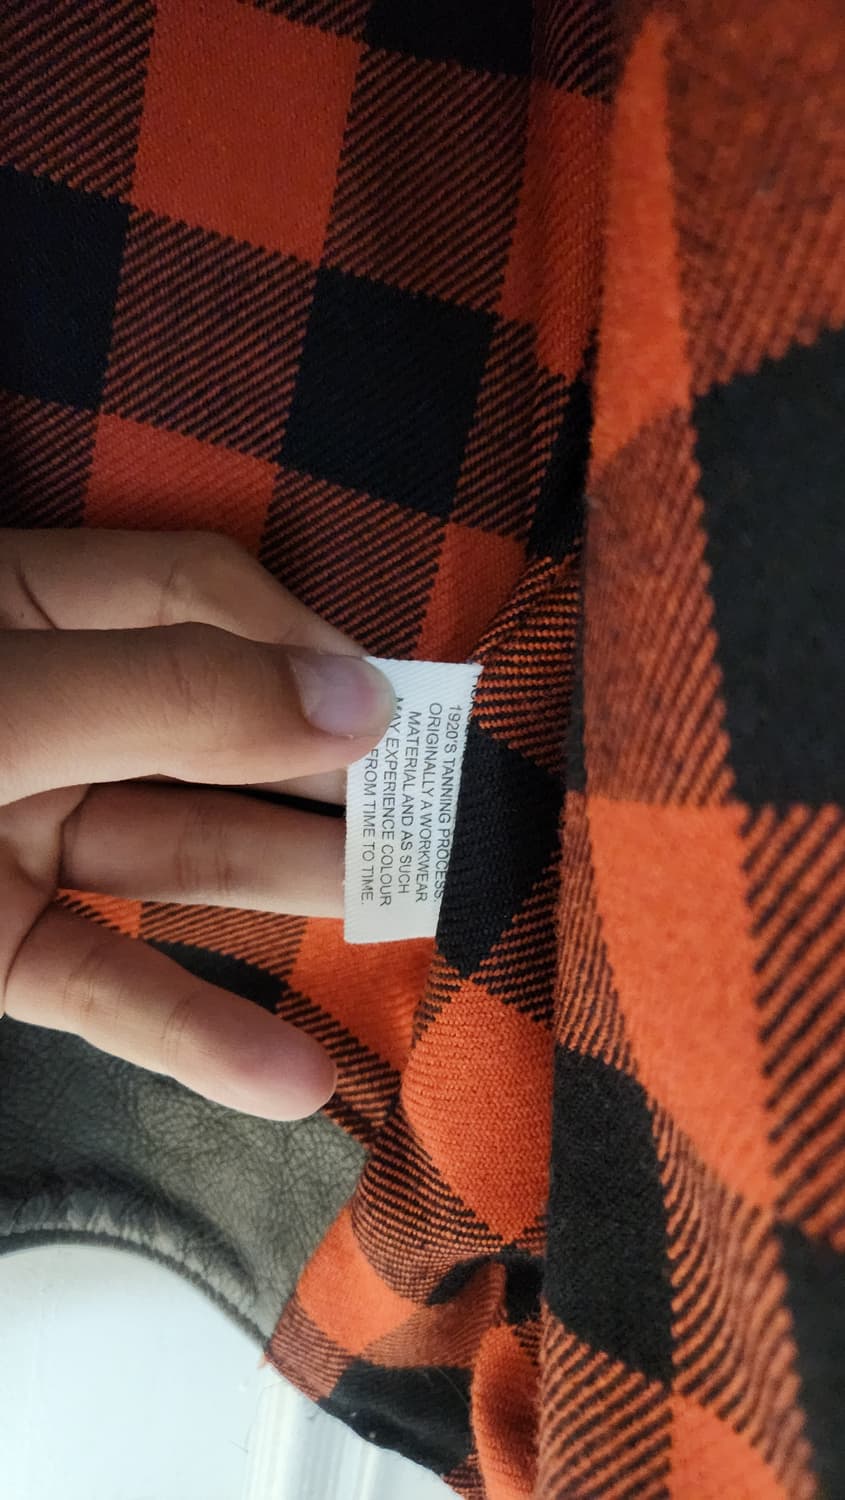 1920'S TANNING PROCESS.
ORIGINALLY A WORKWEAR
MATERIAL AND AS SUCH
MAY EXPERIENCE COLOUR
FROM TIME TO TIME.